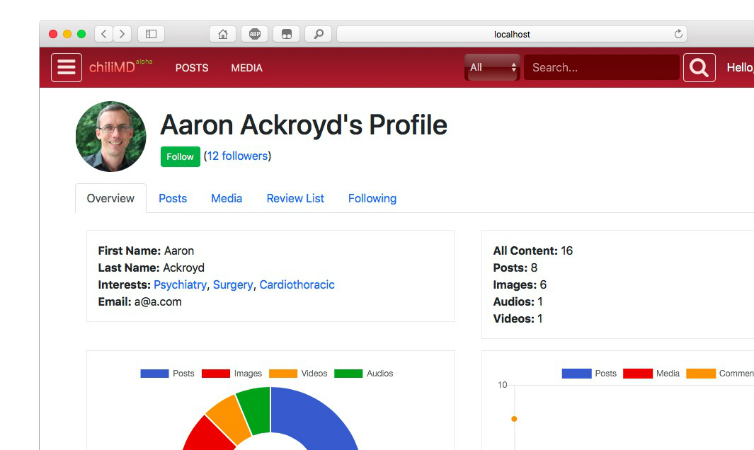 localhost
chiliMD alpha POSTS MEDIA All Search... Hello,
Aaron Ackroyd's Profile
Follow (12 followers)
Overview Posts Media Review List Following
First Name: Aaron
Last Name: Ackroyd
Interests: Psychiatry, Surgery, Cardiothoracic
Email: a@a.com
All Content: 16
Posts: 8
Images: 6
Audios: 1
Videos: 1
Posts Images Videos Audios
Posts Media Commen
10